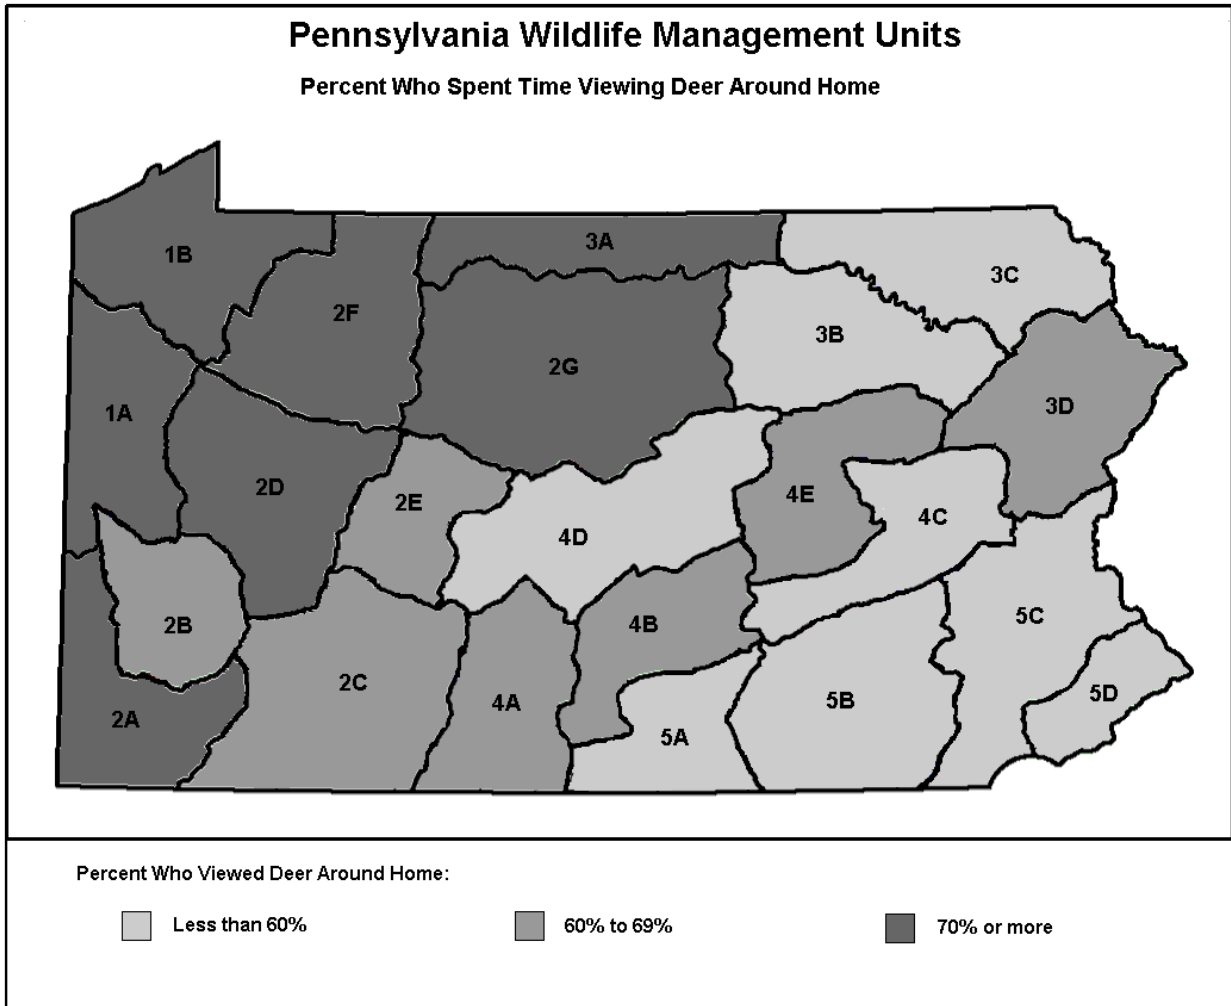 Pennsylvania Wildlife Management Units
Percent Who Spent Time Viewing Deer Around Home
1B
3A
3C
2F
3B
2G
3D
1A
2D
2E
4E
4C
4D
2B
4B
5C
2C
5D
4A
5B
2A
5A
Percent Who Viewed Deer Around Home:
Less than 60%
60% to 69%
70% or more